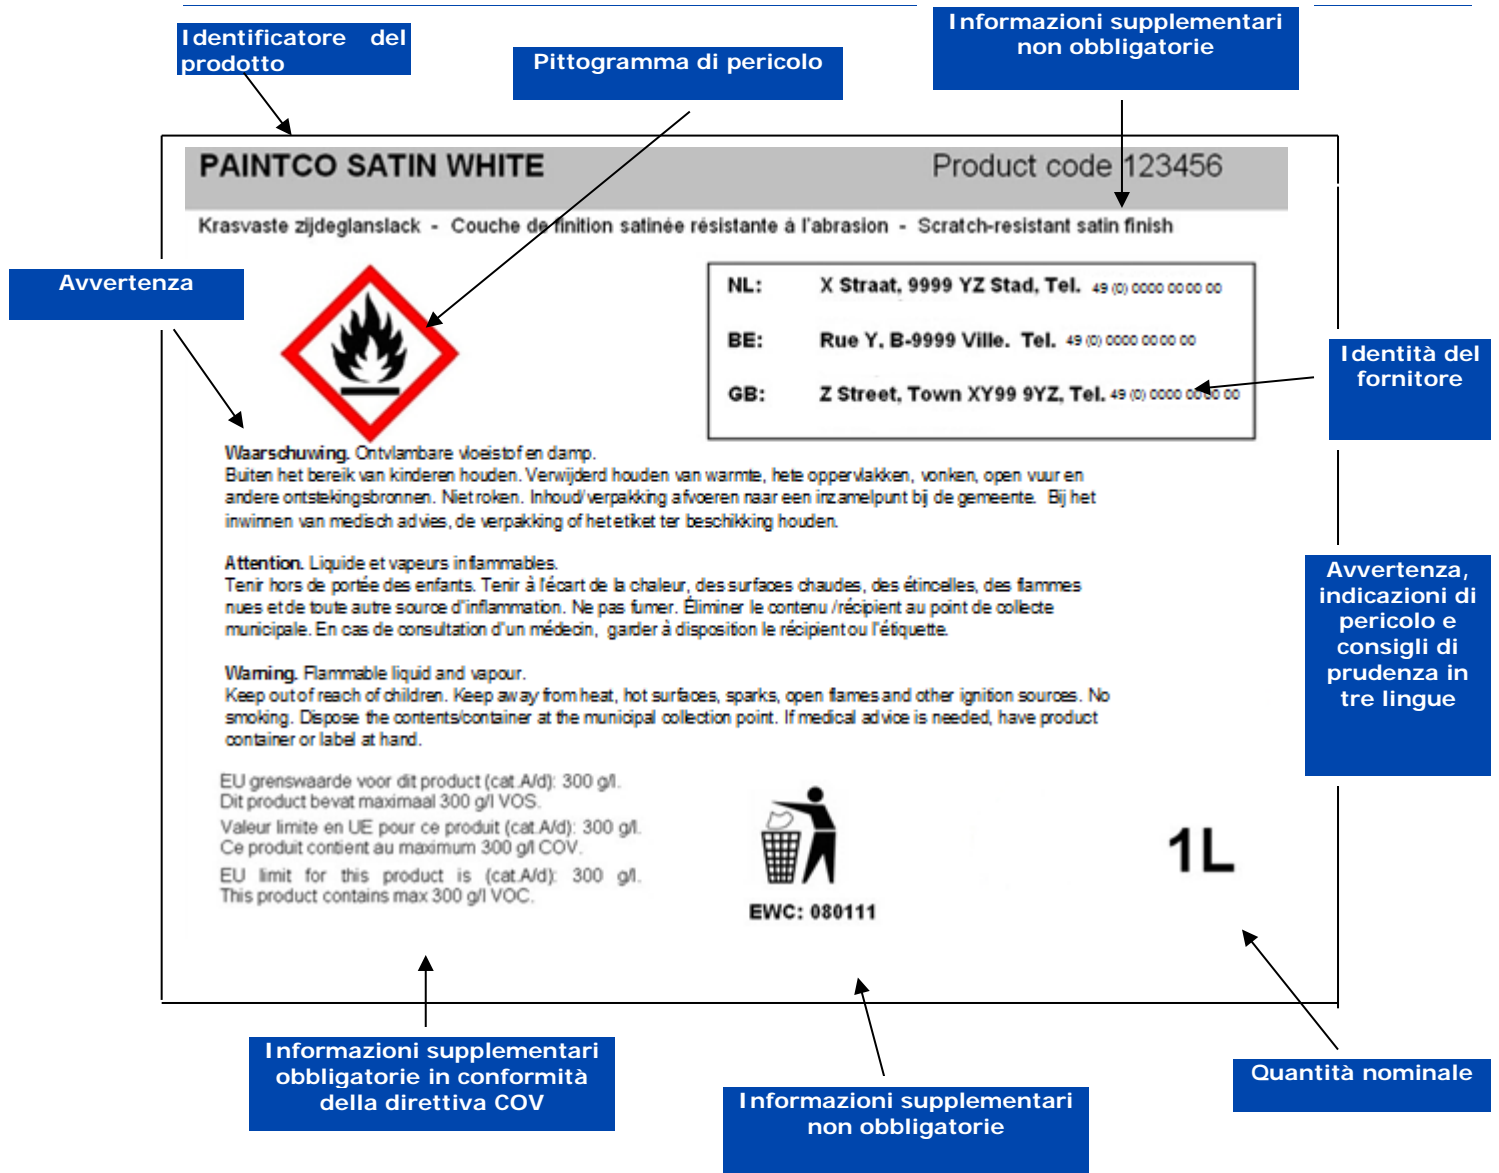 Identificatore del
prodotto
Pittogramma di pericolo
Informazioni supplementari
non obbligatorie
PAINTCO SATIN WHITE
Product code 123456
Krasvaste zijdeglanslack - Couche de finition satinée résistante á l'abrasion - Scratch-resistant satin finish
Avvertenza
NL: X Straat, 9999 YZ Stad, Tel. 49 (0) 0000 00 00 00
BE: Rue Y, B-9999 Ville. Tel. 49 (0) 0000 00 00 00
GB: Z Street, Town XY99 9YZ, Tel. 49 (0) 0000 00 00 00
Identità del
fornitore
Waarschuwing. Ontvlambare vloeistof en damp.
Buiten het bereik van kinderen houden. Verwijderd houden van warmte, hete oppervlakken, vonken, open vuur en
andere ontstekingsbronnen. Niet roken. Inhoud/verpakking afvoeren naar een inzamelpunt bij de gemeente. Bij het
inwinnen van medisch advies, de verpakking of het etiket ter beschikking houden.
Attention. Liquide et vapeurs inflammables.
Tenir hors de portée des enfants. Tenir à l'écart de la chaleur, des surfaces chaudes, des étincelles, des flammes
nues et de toute autre source d'inflammation. Ne pas fumer. Éliminer le contenu /récipient au point de collecte
municipale. En cas de consultation d'un médecin, garder à disposition le récipient ou l'étiquette.
Warning. Flammable liquid and vapour.
Keep out of reach of children. Keep away from heat, hot surfaces, sparks, open flames and other ignition sources. No
smoking. Dispose the contents/container at the municipal collection point. If medical advice is needed, have product
container or label at hand.
Avvertenza,
indicazioni di
pericolo e
consigli di
prudenza in
tre lingue
EU grenswaarde voor dit product (cat.A/d): 300 g/l.
Dit product bevat maximaal 300 g/l VOS.
Valeur limite en UE pour ce produit (cat.A/d): 300 g/l.
Ce produit contient au maximum 300 g/l COV.
EU limit for this product is (cat.A/d): 300 g/l.
This product contains max 300 g/l VOC.
EWC: 080111
1L
Informazioni supplementari
obbligatorie in conformità
della direttiva COV
Informazioni supplementari
non obbligatorie
Quantità nominale